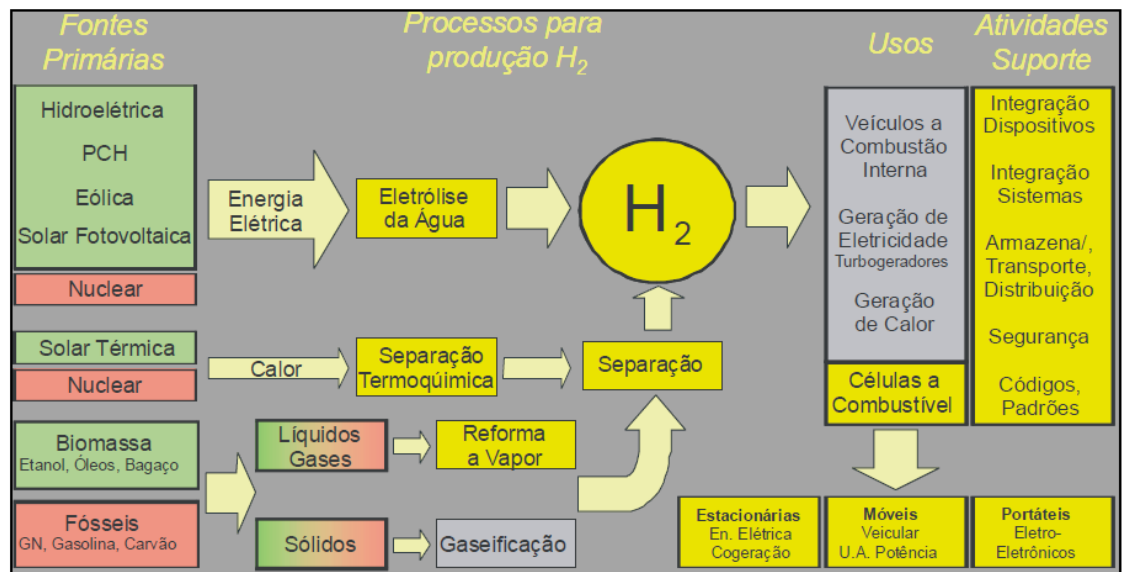 Fontes
Primárias
Processos para
produção H₂
Usos
Atividades
Suporte
Hidroelétrica
PCH
Eólica
Solar Fotovoltaica
Nuclear
Energia
Elétrica
Eletrólise
da Água
H₂
Veículos a
Combustão
Interna
Geração de
Eletricidade
Turbogeradores
Geração
de Calor
Células a
Combustível
Integração
Dispositivos
Integração
Sistemas
Armazena/,
Transporte,
Distribuição
Segurança
Códigos,
Padrões
Solar Térmica
Nuclear
Calor
Separação
Termoqúimica
Separação
Biomassa
Etanol, Óleos, Bagaço
Fósseis
GN, Gasolina, Carvão
Líquidos
Gases
Reforma
a Vapor
Sólidos
Gaseificação
Estacionárias
En. Elétrica
Cogeração
Móveis
Veicular
U.A. Potência
Portáteis
Eletro-
Eletrônicos